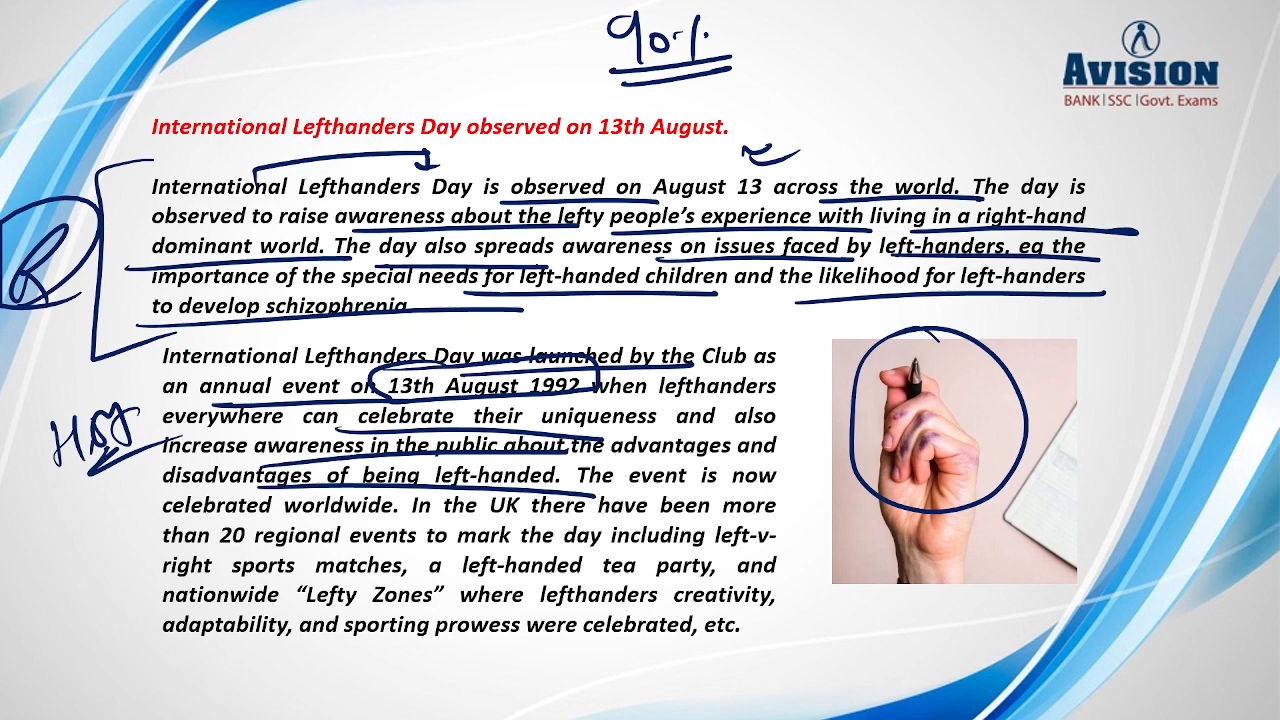 90%
AVISION
BANK|SSC|Govt. Exams
International Lefthanders Day observed on 13th August.
International Lefthanders Day is observed on August 13 across the world. The day is
observed to raise awareness about the lefty people's experience with living in a right-hand
dominant world. The day also spreads awareness on issues faced by left-handers. eg the
importance of the special needs for left-handed children and the likelihood for left-handers
to develop schizophrenia
International Lefthanders Day was launched by the Club as
an annual event on 13th August 1992 when lefthanders
everywhere can celebrate their uniqueness and also
increase awareness in the public about the advantages and
disadvantages of being left-handed. The event is now
celebrated worldwide. In the UK there have been more
than 20 regional events to mark the day including left-v-
right sports matches, a left-handed tea party, and
nationwide “Lefty Zones” where lefthanders creativity,
adaptability, and sporting prowess were celebrated, etc.